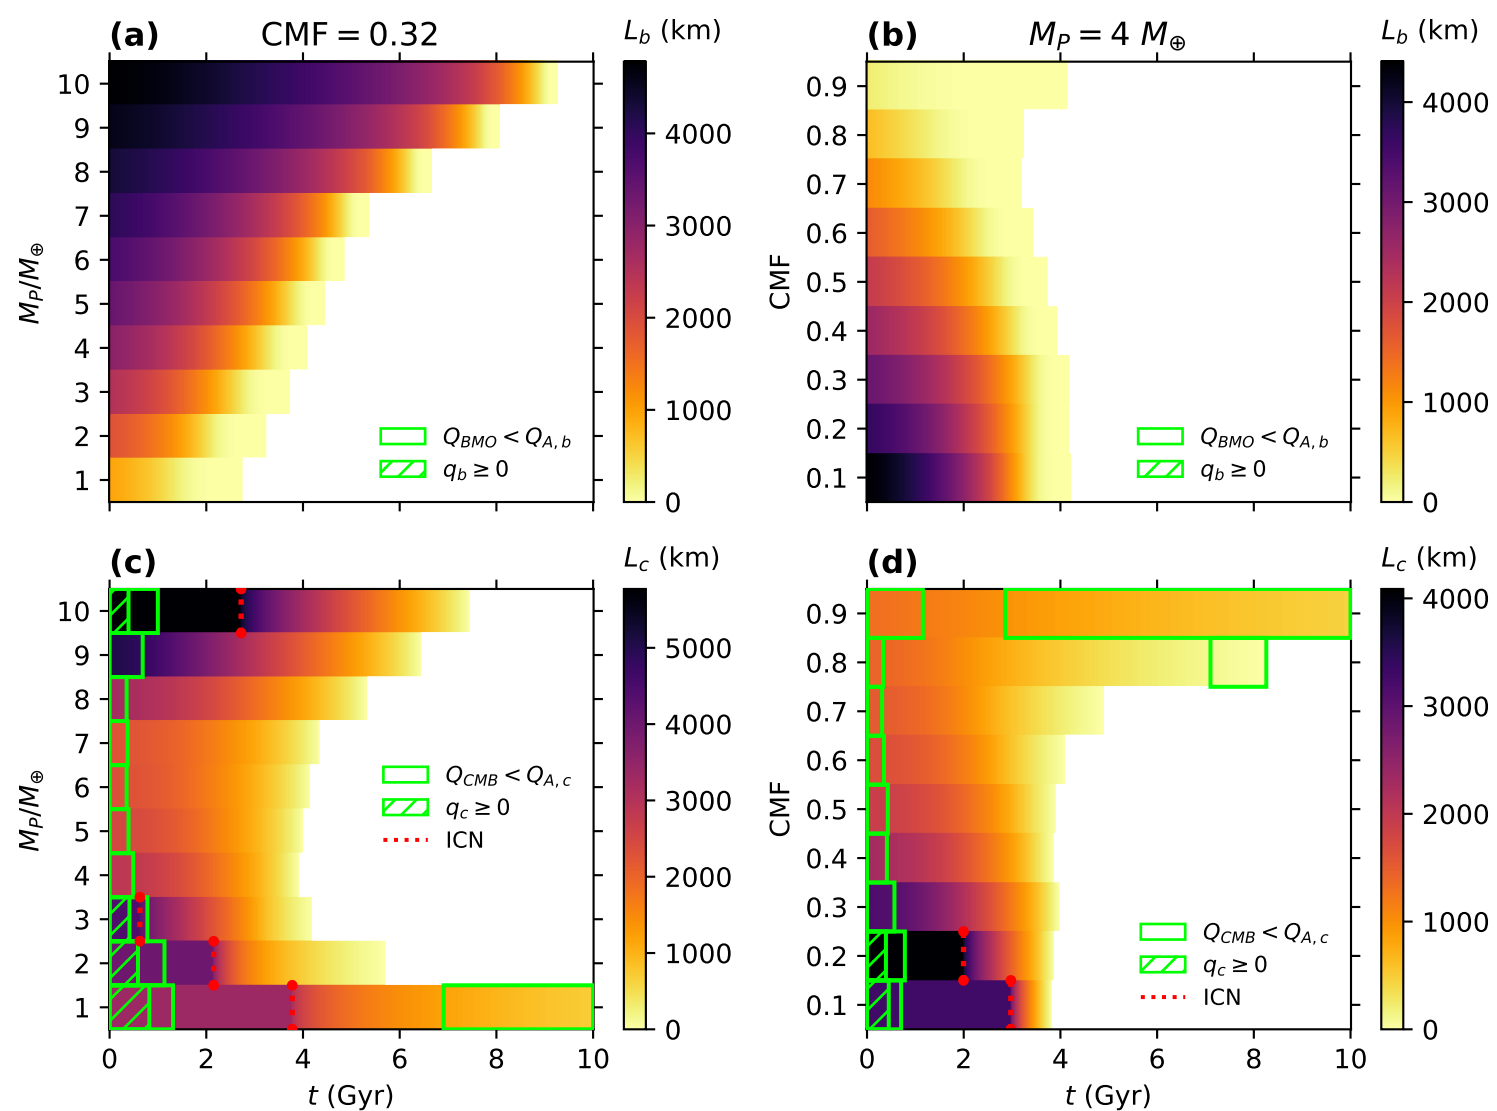 (a) CMF = 0.32 L_b (km)
10
9
8
7
6
5
4
3
2
1
M_P/M_⊕
Q_BMO < Q_A,b
q_b ≥ 0
4000
3000
2000
1000
0
(b) M_P = 4 M_⊕ L_b (km)
0.9
0.8
0.7
0.6
0.5
0.4
0.3
0.2
0.1
CMF
Q_BMO < Q_A,b
q_b ≥ 0
4000
3000
2000
1000
0
(c) L_c (km)
10
9
8
7
6
5
4
3
2
1
M_P/M_⊕
Q_CMB < Q_A,c
q_c ≥ 0
ICN
0 2 4 6 8 10
t (Gyr)
5000
4000
3000
2000
1000
0
(d) L_c (km)
0.9
0.8
0.7
0.6
0.5
0.4
0.3
0.2
0.1
CMF
Q_CMB < Q_A,c
q_c ≥ 0
ICN
0 2 4 6 8 10
t (Gyr)
4000
3000
2000
1000
0